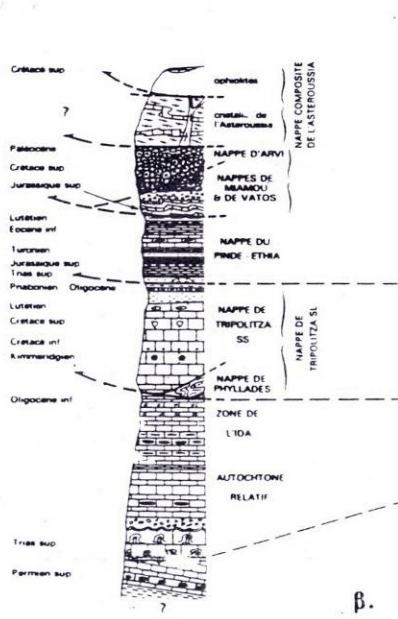 Crétacé sup
?
Paléocène
Crétacé sup
Jurassique sup
Lutétien
Eocène inf
Turonien
Jurassique sup
Trias sup
Priabonien Oligocène
Lutétien
Crétacé sup
Crétacé inf
Kimmeridgien
Oligocène inf
Trias sup
Permien sup
?
ophiolites
cristall. de
l'Asteroussia
NAPPE D'ARVI
NAPPES DE
MIAMOU
& DE VATOS
NAPPE DU
PINDE-ETHIA
NAPPE DE
TRIPOLITZA
SS
NAPPE DE
PHYLLADES
ZONE DE
L'IDA
AUTOCHTONE
RELATIF
NAPPE COMPOSITE
DE L'ASTEROUSSIA
NAPPE DE
TRIPOLITZA SL
β.